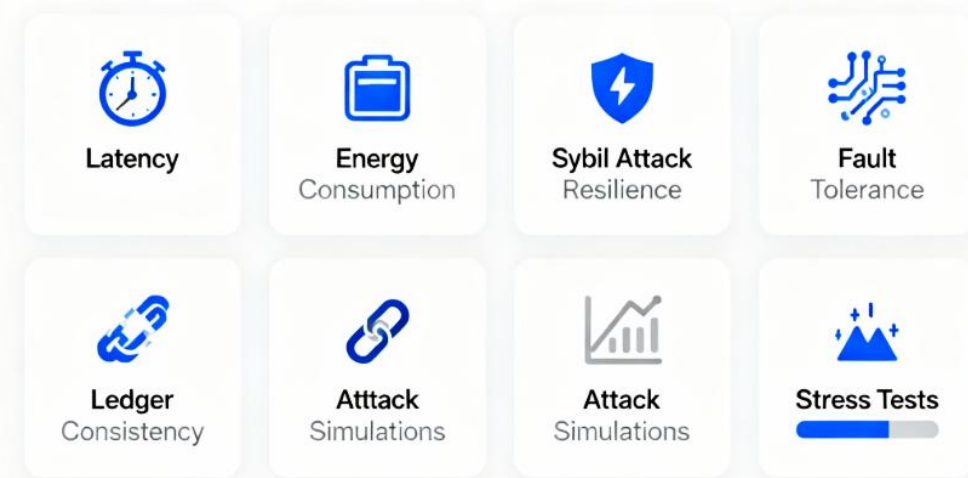 Latency
Energy
Consumption
Sybil Attack
Resilience
Fault
Tolerance
Ledger
Consistency
Atttack
Simulations
Attack
Simulations
Stress Tests